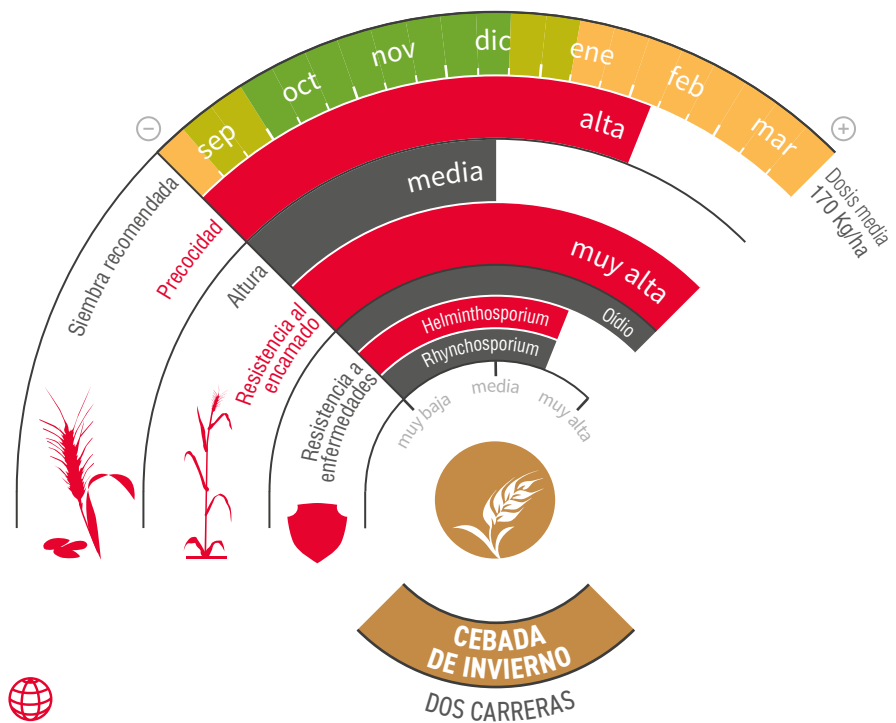 sep
oct
nov
dic
ene
feb
mar
−
+
Dosis media
170 Kg/ha
Siembra recomendada
Precocidad
alta
Altura
media
Resistencia al
encamado
muy alta
Resistencia a
enfermedades
Oídio
Helminthosporium
Rhynchosporium
muy baja
media
muy alta
CEBADA
DE INVIERNO
DOS CARRERAS